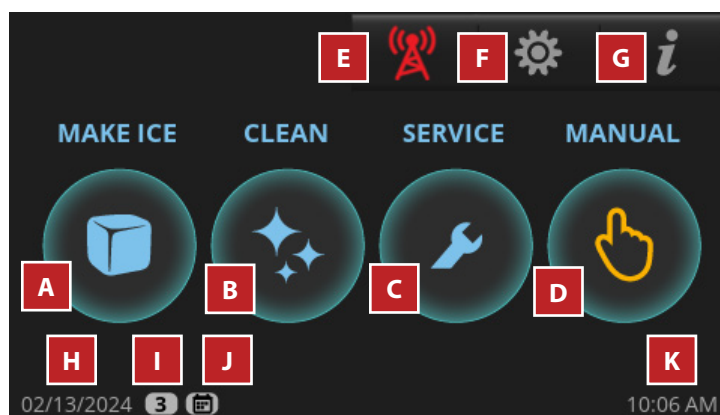 E F G i
MAKE ICE CLEAN SERVICE MANUAL
A B C D
H I J K
02/13/2024 3 10:06 AM